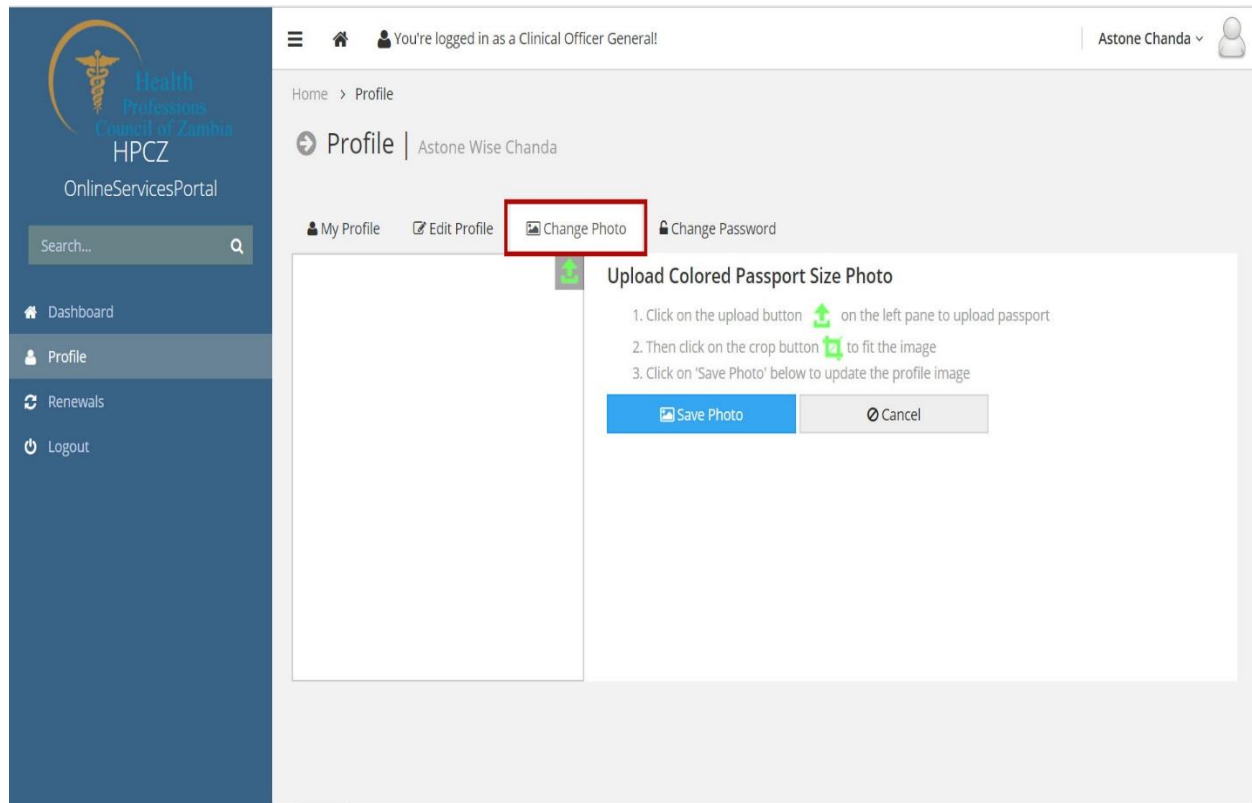 Health
Professions
Council of Zambia
HPCZ
OnlineServicesPortal
Search...
Dashboard
Profile
Renewals
Logout
You're logged in as a Clinical Officer General!
Astone Chanda
Home > Profile
Profile | Astone Wise Chanda
My Profile Edit Profile Change Photo Change Password
Upload Colored Passport Size Photo
1. Click on the upload button on the left pane to upload passport
2. Then click on the crop button to fit the image
3. Click on 'Save Photo' below to update the profile image
Save Photo Cancel